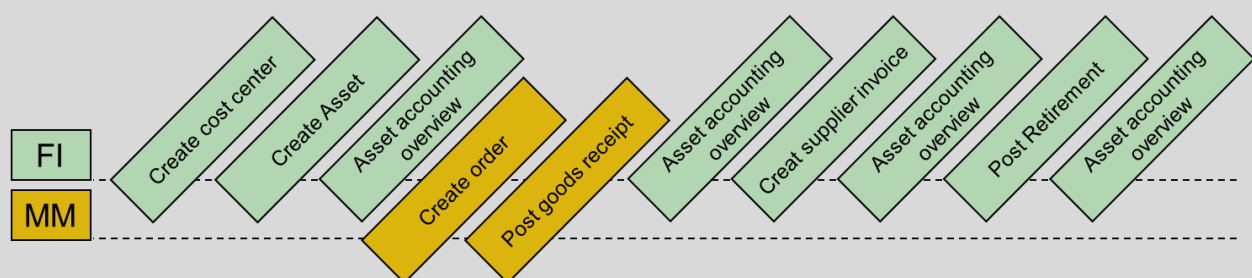 FI
MM
Create cost center
Create Asset
Asset accounting
overview
Create order
Post goods receipt
Asset accounting
overview
Creat supplier invoice
Asset accounting
overview
Post Retirement
Asset accounting
overview